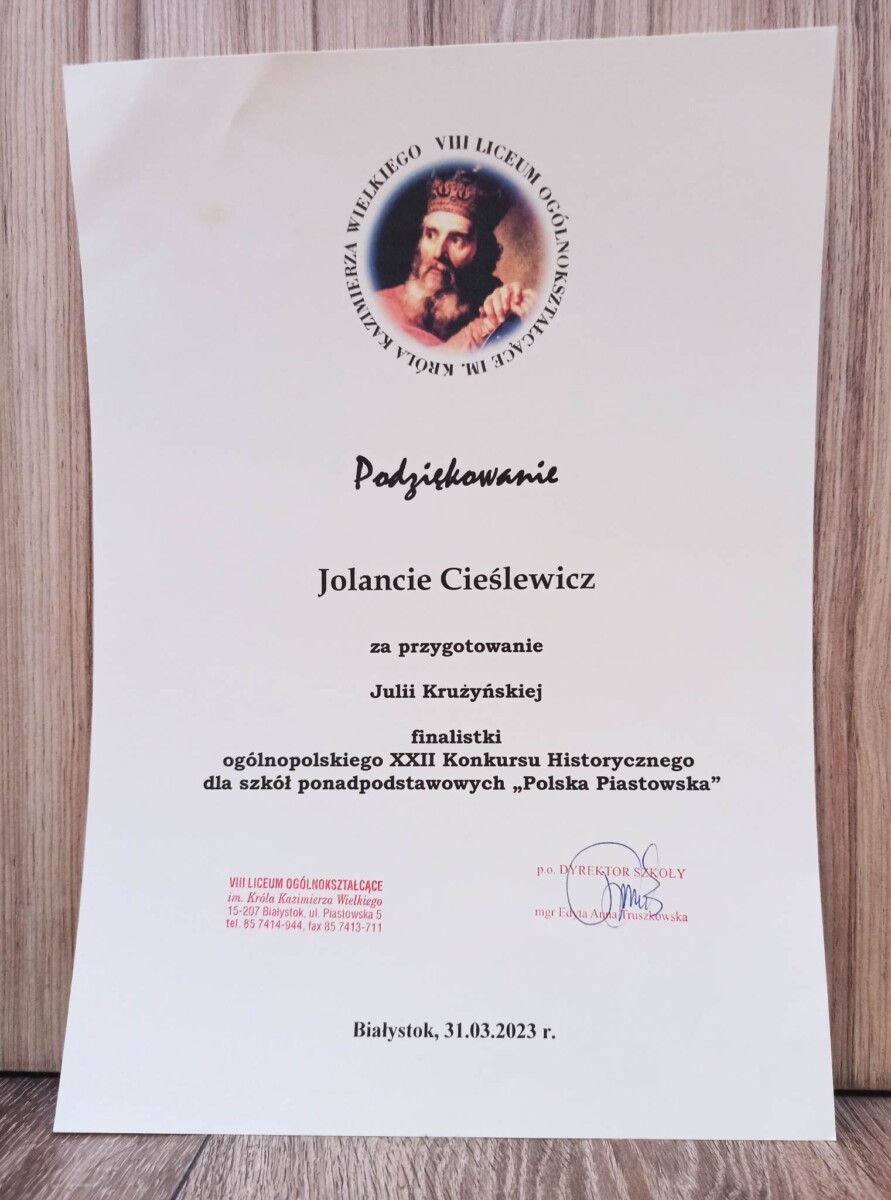 VIII LICEUM OGÓLNOKSZTAŁCĄCE IM. KRÓLA KAZIMIERZA WIELKIEGO
Podziękowanie
Jolancie Cieślewicz
za przygotowanie
Julii Krużyńskiej
finalistki
ogólnopolskiego XXII Konkursu Historycznego
dla szkół ponadpodstawowych „Polska Piastowska”
VIII LICEUM OGÓLNOKSZTAŁCĄCE
im. Króla Kazimierza Wielkiego
15-207 Białystok, ul. Piastowska 5
tel. 85 7414-944, fax 85 7413-711
p.o. DYREKTOR SZKOŁY
mgr Edyta Anna Truszkowska
Białystok, 31.03.2023 r.